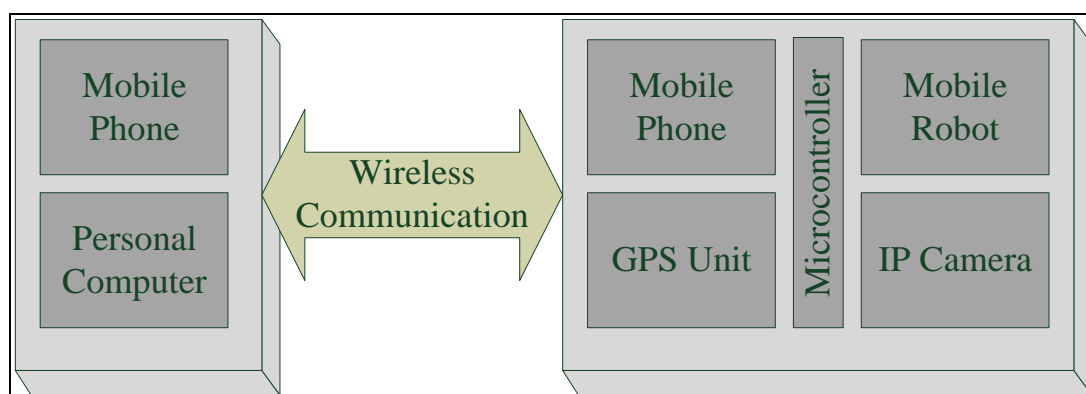 Mobile
Phone
Personal
Computer
Wireless
Communication
Mobile
Phone
GPS Unit
Microcontroller
Mobile
Robot
IP Camera